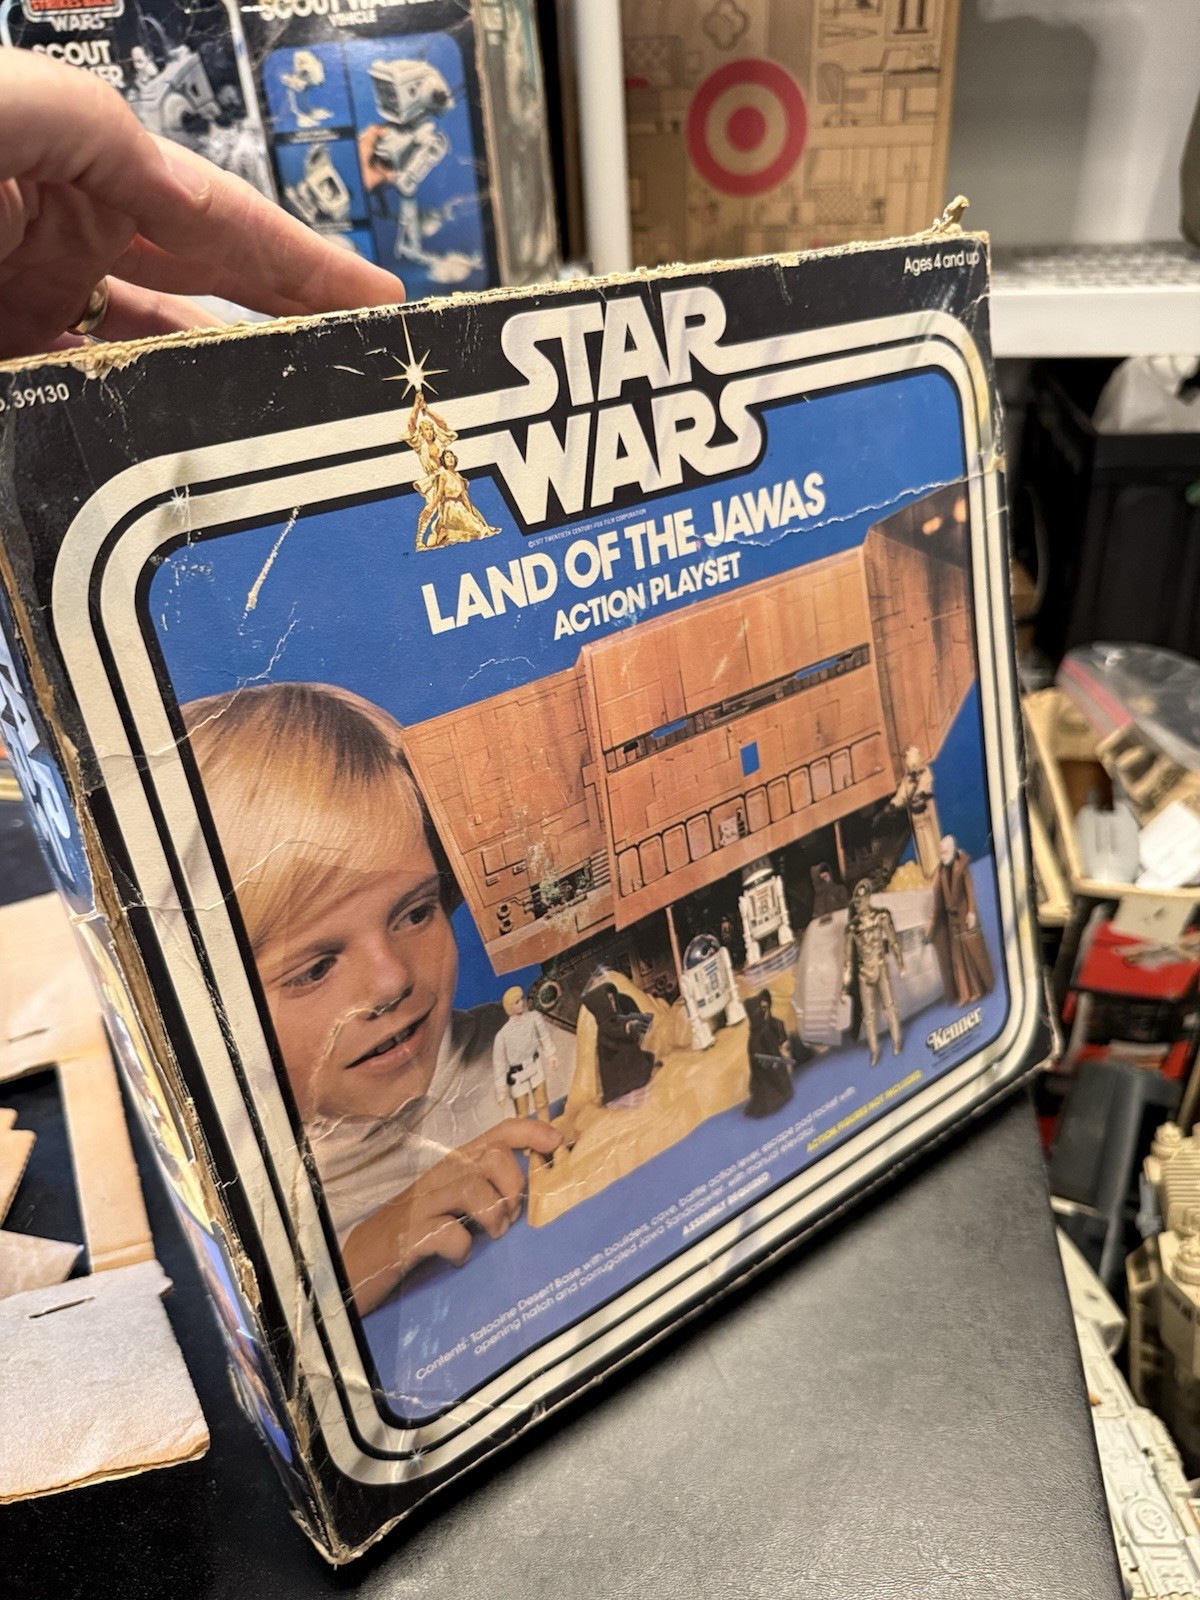 WARS
SCOUT
VEHICLE
Ages 4 and up
. 39130
STAR
WARS
©1977 TWENTIETH CENTURY-FOX FILM CORPORATION
LAND OF THE JAWAS
ACTION PLAYSET
Kenner
Contents: Tatooine Desert Base with boulders, cave, battle action lever, escape pod rocket with
opening hatch and corrugated Jawa Sandcrawler with manual elevator.
ASSEMBLY REQUIRED
ACTION FIGURES NOT INCLUDED